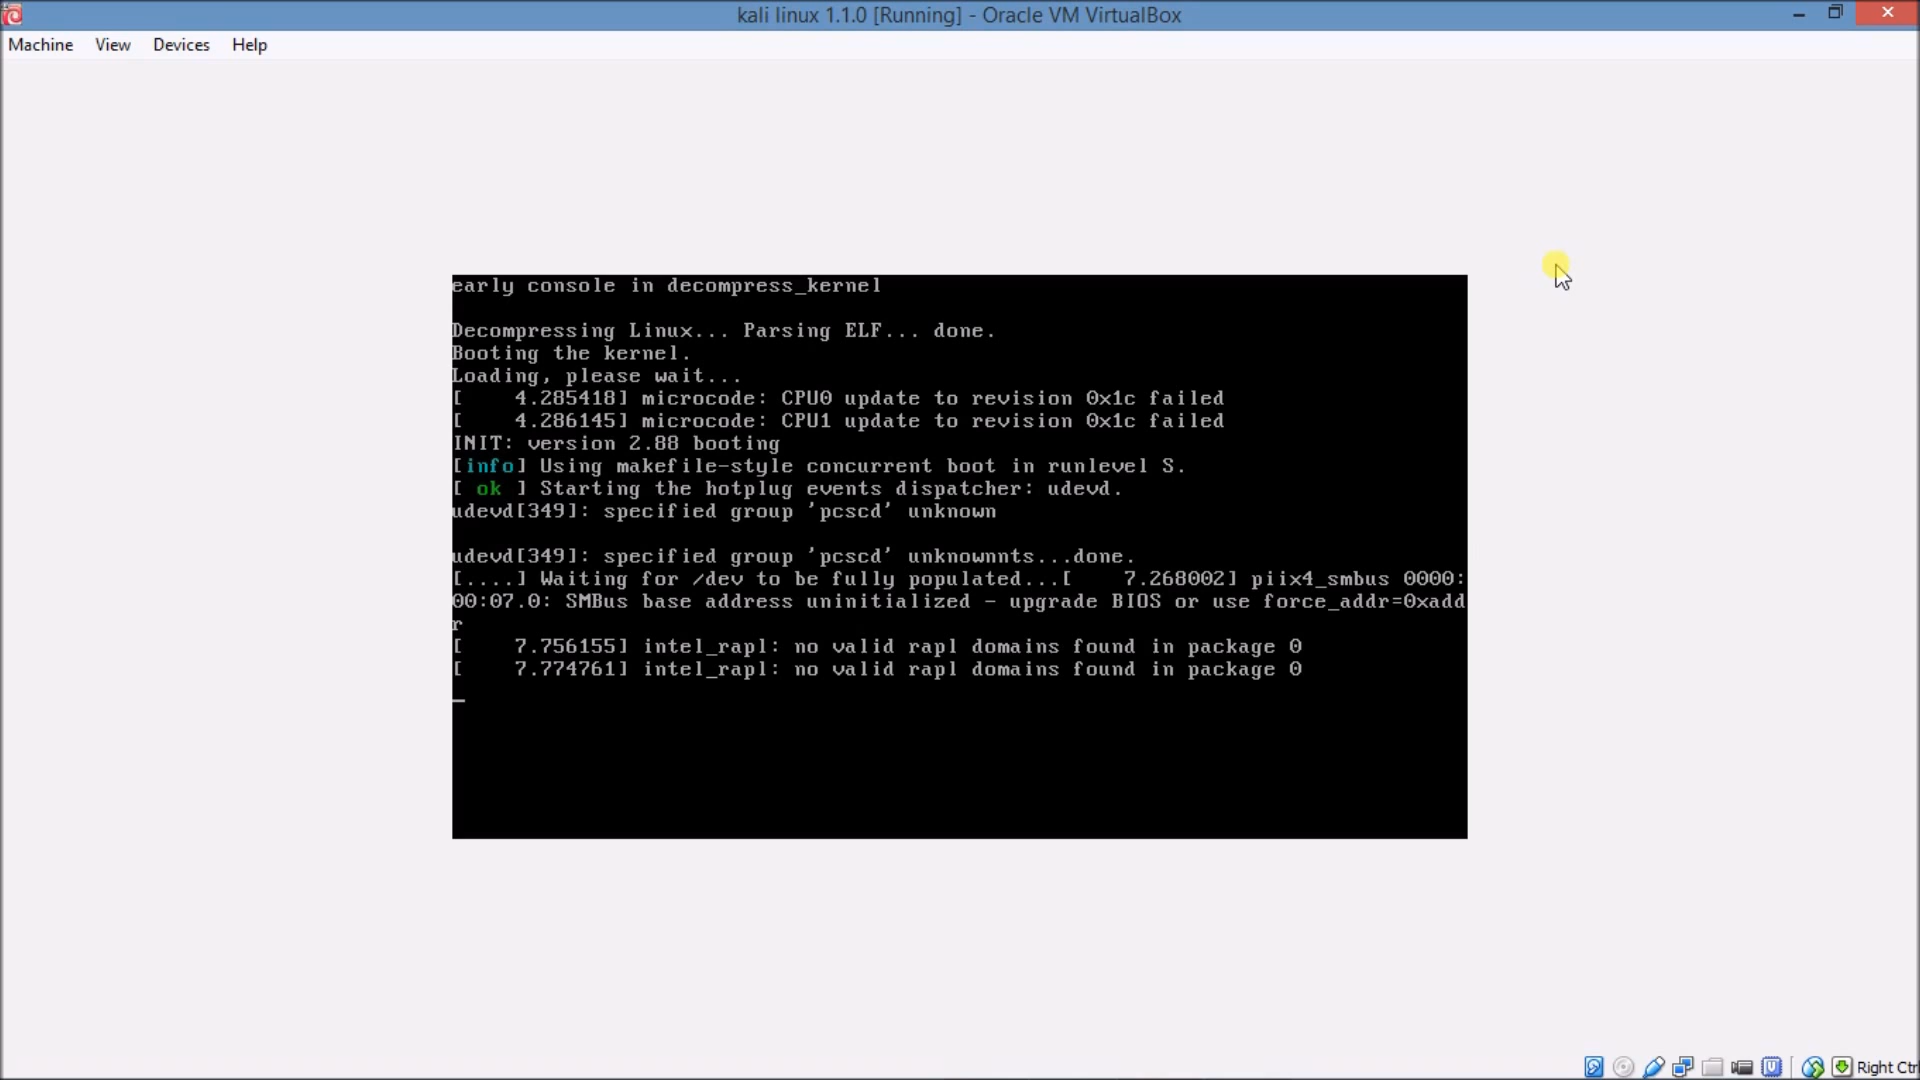 kali linux 1.1.0 [Running] - Oracle VM VirtualBox
Machine View Devices Help
early console in decompress_kernel
Decompressing Linux... Parsing ELF... done.
Booting the kernel.
Loading, please wait...
[    4.285418] microcode: CPU0 update to revision 0x1c failed
[    4.286145] microcode: CPU1 update to revision 0x1c failed
INIT: version 2.88 booting
[info] Using makefile-style concurrent boot in runlevel S.
[ ok ] Starting the hotplug events dispatcher: udevd.
udevd[349]: specified group 'pcscd' unknown
udevd[349]: specified group 'pcscd' unknownnts...done.
[....] Waiting for /dev to be fully populated...[    7.268002] piix4_smbus 0000:
00:07.0: SMBus base address uninitialized - upgrade BIOS or use force_addr=0xadd
r
[    7.756155] intel_rapl: no valid rapl domains found in package 0
[    7.774761] intel_rapl: no valid rapl domains found in package 0
Right Ctr